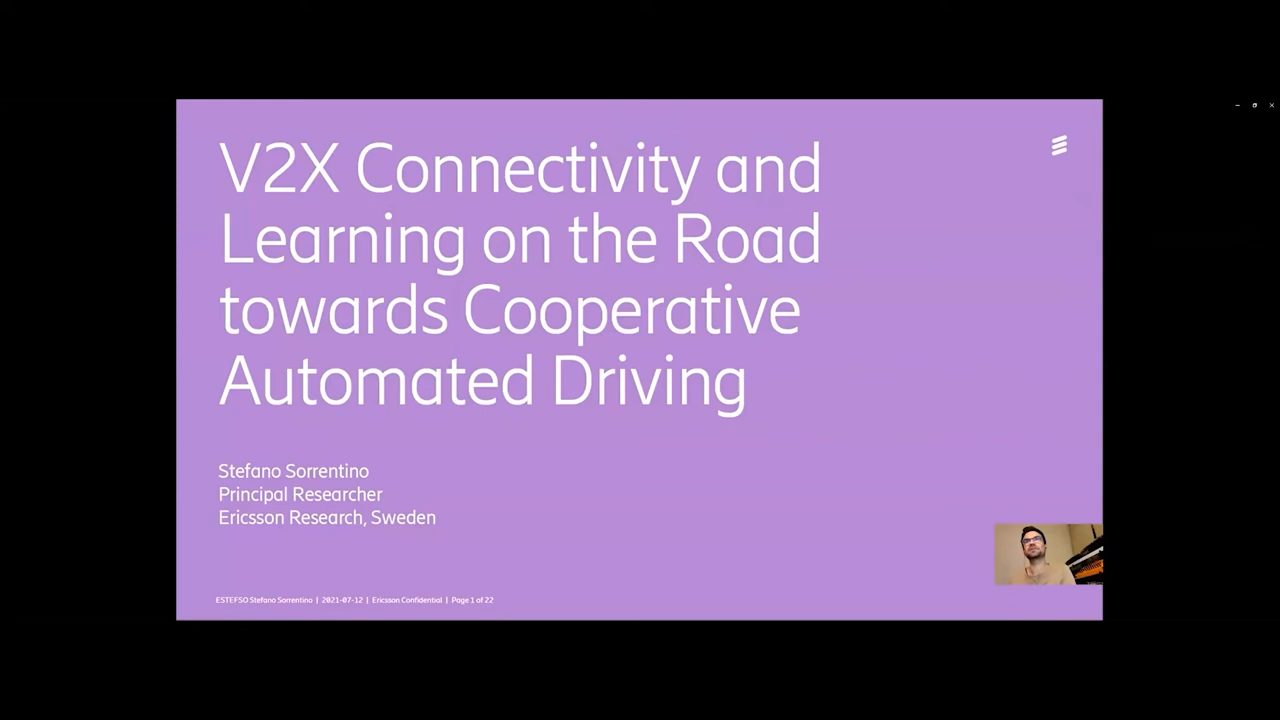 V2X Connectivity and
Learning on the Road
towards Cooperative
Automated Driving
Stefano Sorrentino
Principal Researcher
Ericsson Research, Sweden
ESTEFSO Stefano Sorrentino | 2021-07-12 | Ericsson Confidential | Page 1 of 22